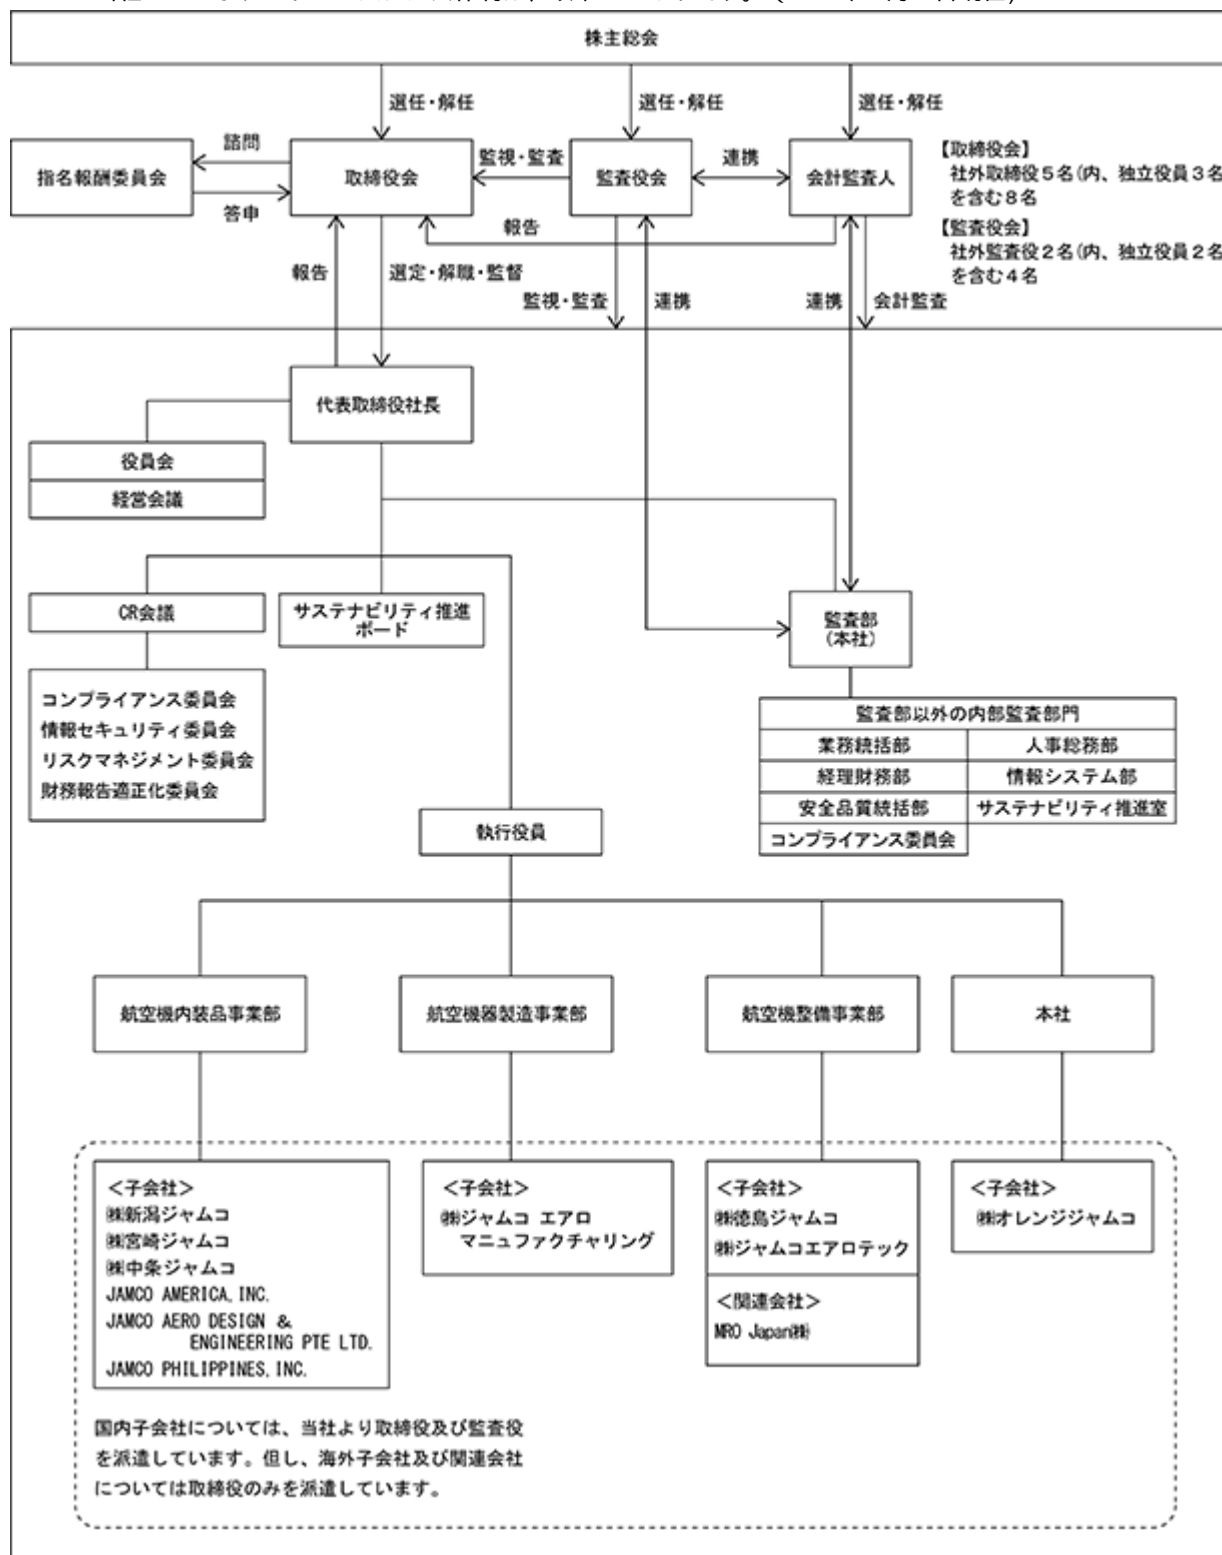 株主総会
選任・解任
選任・解任
選任・解任
指名報酬委員会
諮問
答申
取締役会
監視・監査
監査役会
連携
会計監査人
【取締役会】
社外取締役5名(内、独立役員3名
を含む8名
【監査役会】
社外監査役2名(内、独立役員2名
を含む4名
報告
報告
選定・解職・監督
監視・監査
連携
連携
会計監査
代表取締役社長
役員会
経営会議
CR会議
サステナビリティ推進
ボード
監査部
(本社)
コンプライアンス委員会
情報セキュリティ委員会
リスクマネジメント委員会
財務報告適正化委員会
監査部以外の内部監査部門
業務統括部
人事総務部
経理財務部
情報システム部
安全品質統括部
サステナビリティ推進室
コンプライアンス委員会
執行役員
航空機内装品事業部
航空機器製造事業部
航空機整備事業部
本社
<子会社>
㈱新潟ジャムコ
㈱宮崎ジャムコ
㈱中条ジャムコ
JAMCO AMERICA, INC.
JAMCO AERO DESIGN &
ENGINEERING PTE LTD.
JAMCO PHILIPPINES, INC.
<子会社>
㈱ジャムコ エアロ
マニュファクチャリング
<子会社>
㈱徳島ジャムコ
㈱ジャムコエアロテック
<関連会社>
MRO Japan㈱
<子会社>
㈱オレンジジャムコ
国内子会社については、当社より取締役及び監査役
を派遣しています。但し、海外子会社及び関連会社
については取締役のみを派遣しています。